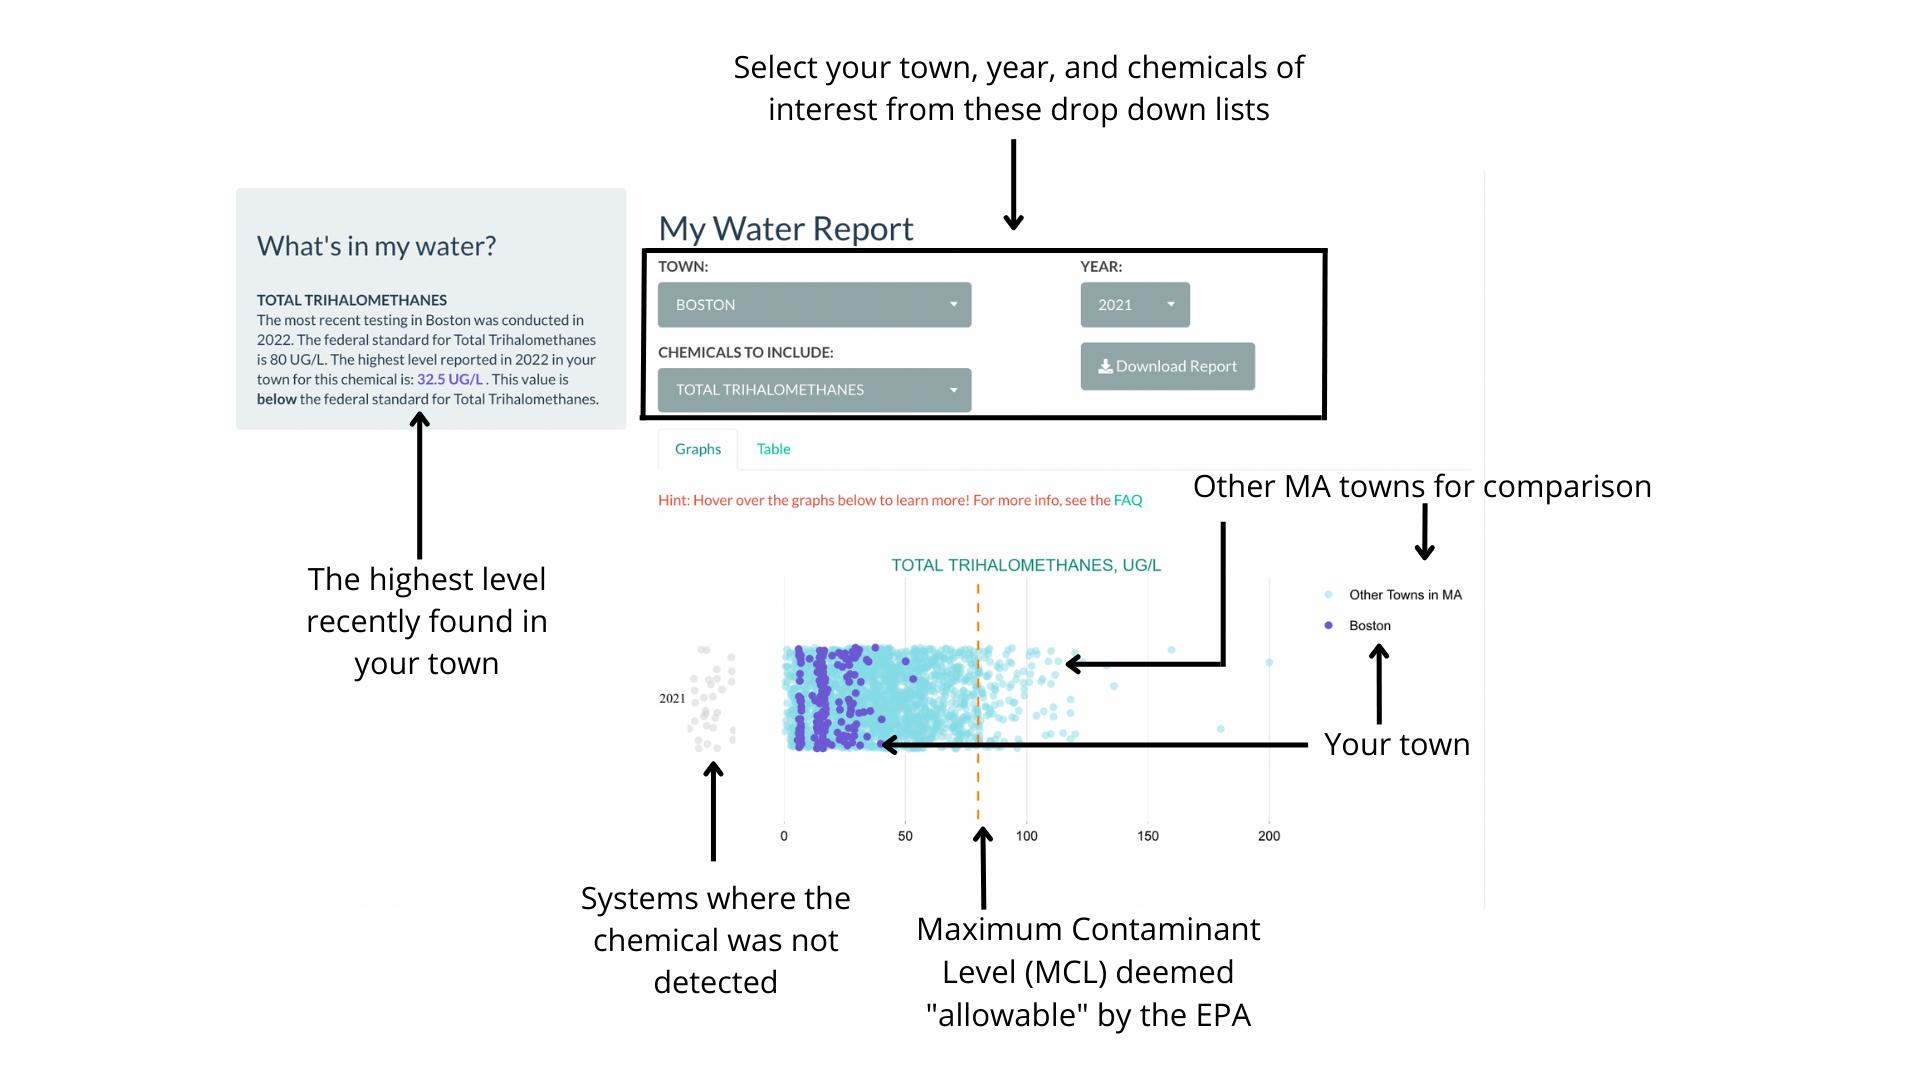 Select your town, year, and chemicals of
interest from these drop down lists
What's in my water?
TOTAL TRIHALOMETHANES
The most recent testing in Boston was conducted in
2022. The federal standard for Total Trihalomethanes
is 80 UG/L. The highest level reported in 2022 in your
town for this chemical is: 32.5 UG/L . This value is
below the federal standard for Total Trihalomethanes.
My Water Report
TOWN:
YEAR:
BOSTON
2021
CHEMICALS TO INCLUDE:
Download Report
TOTAL TRIHALOMETHANES
Graphs
Table
Hint: Hover over the graphs below to learn more! For more info, see the FAQ
Other MA towns for comparison
The highest level
recently found in
your town
TOTAL TRIHALOMETHANES, UG/L
Other Towns in MA
Boston
2021
Your town
0
50
100
150
200
Systems where the
chemical was not
detected
Maximum Contaminant
Level (MCL) deemed
"allowable" by the EPA